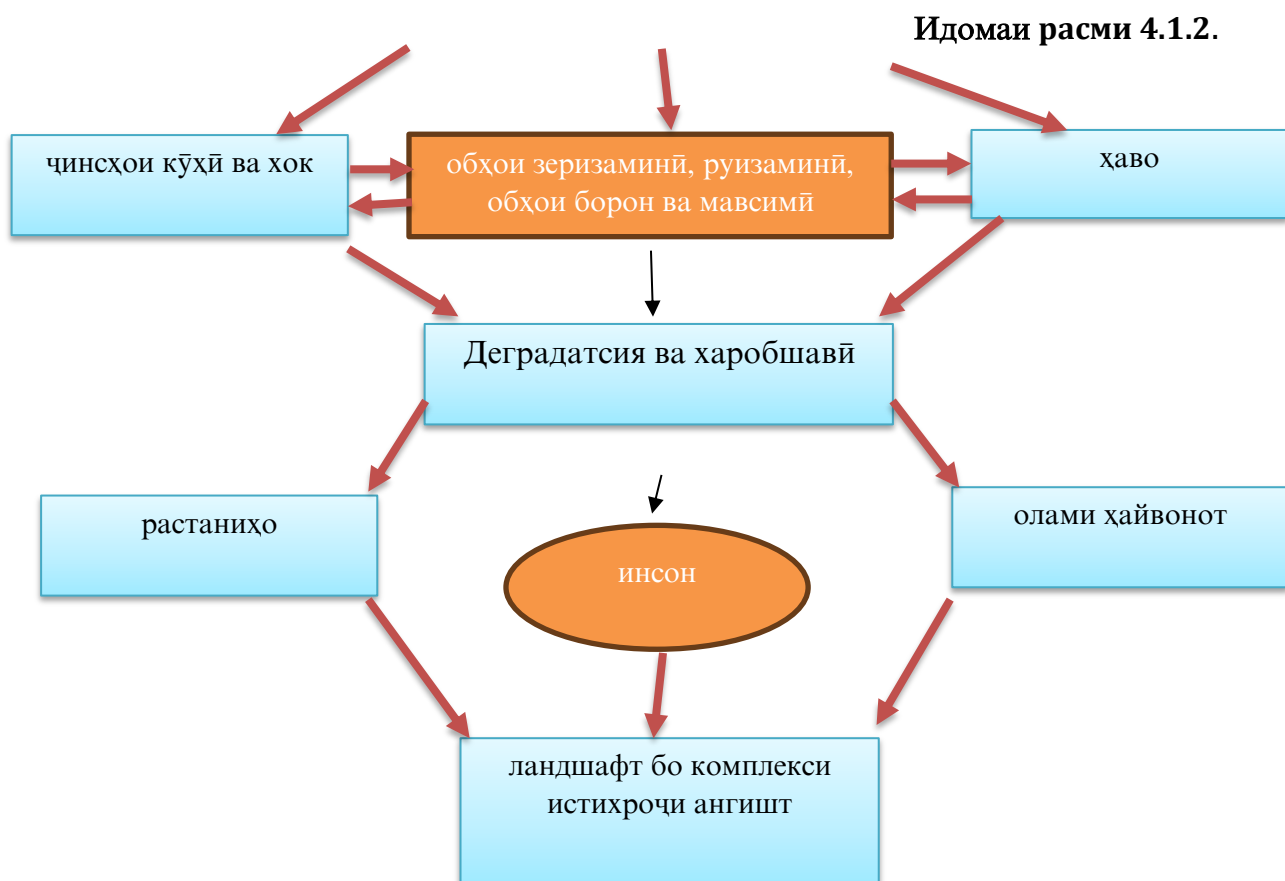 Идомаи расми 4.1.2.
ҷинсҳои кӯҳӣ ва хок
обҳои зеризаминӣ, руизаминӣ,
обҳои борон ва мавсимӣ
ҳаво
Деградатсия ва харобшавӣ
растаниҳо
инсон
олами ҳайвонот
ландшафт бо комплекси
истихроҷи ангишт